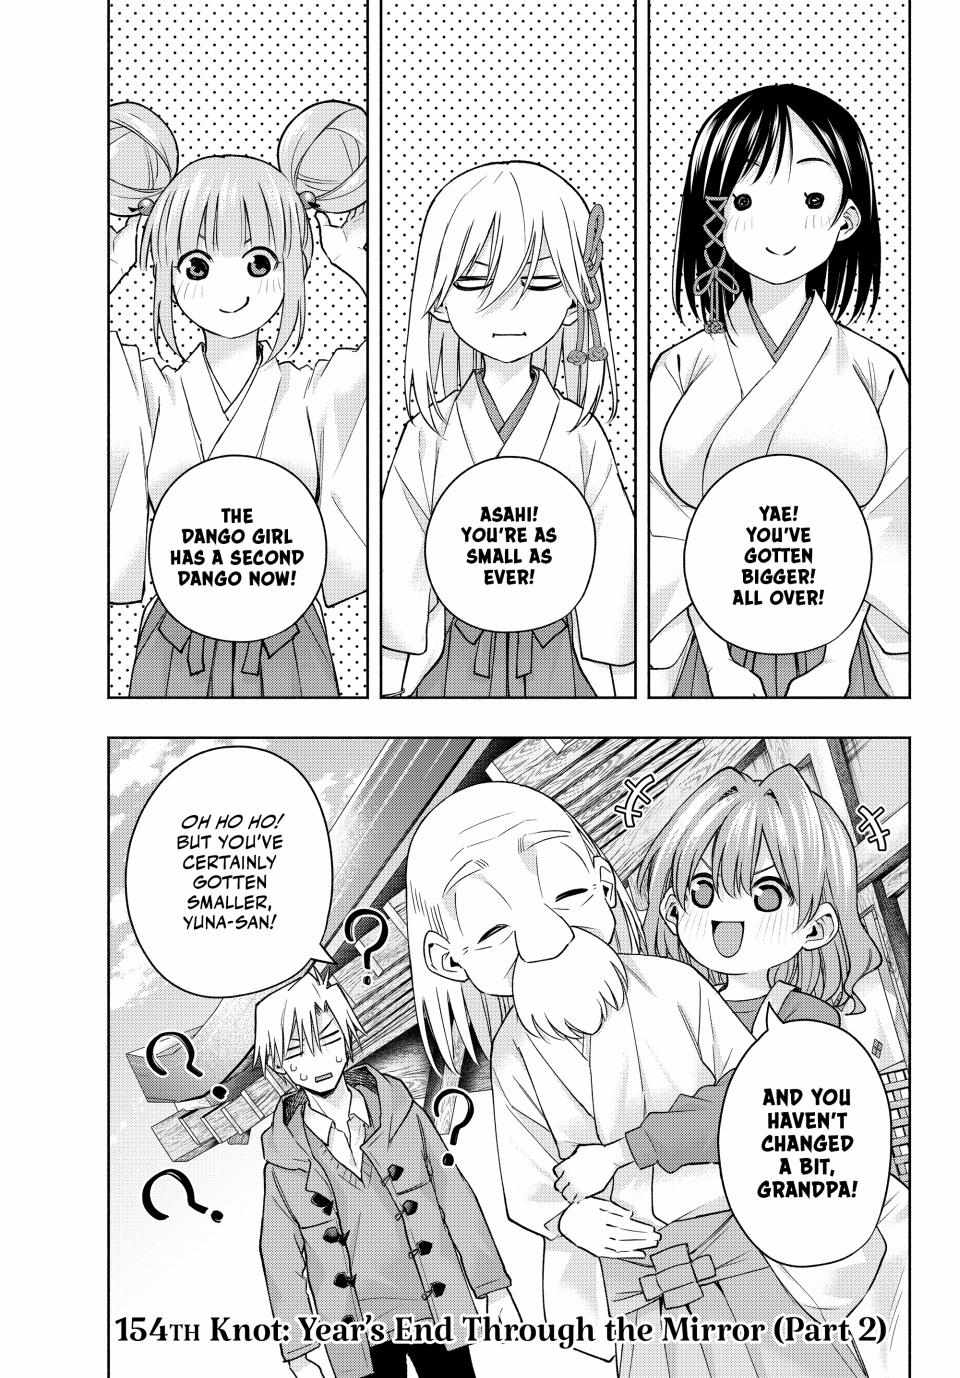 YAE!
YOU'VE
GOTTEN
BIGGER!
ALL OVER!
ASAHI!
YOU'RE AS
SMALL AS
EVER!
THE
DANGO GIRL
HAS A SECOND
DANGO NOW!
AND YOU
HAVEN'T
CHANGED
A BIT,
GRANDPA!
OH HO HO!
BUT YOU'VE
CERTAINLY
GOTTEN
SMALLER,
YUNA-SAN!
?
?
?
?
154TH Knot: Year's End Through the Mirror (Part 2)